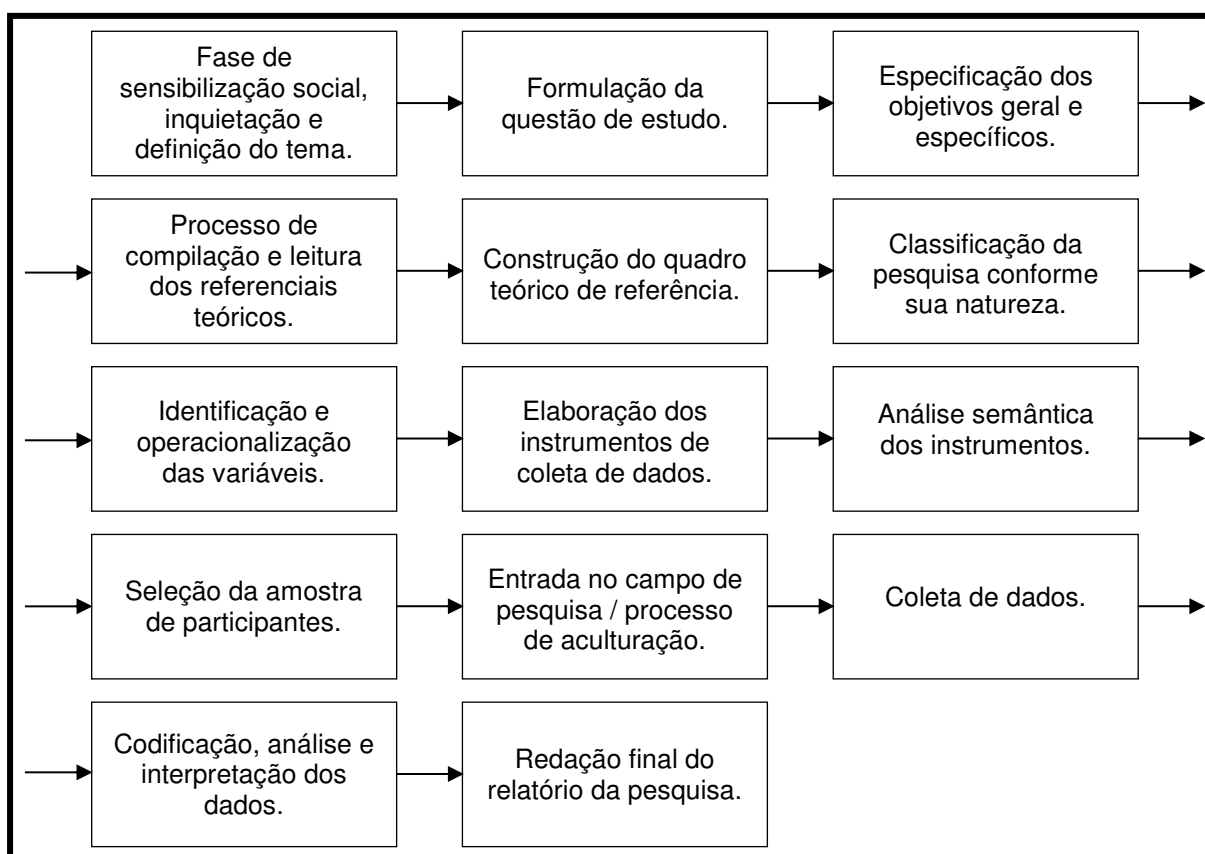 Fase de
sensibilização social,
inquietação e
definição do tema.
Formulação da
questão de estudo.
Especificação dos
objetivos geral e
específicos.
Processo de
compilação e leitura
dos referenciais
teóricos.
Construção do quadro
teórico de referência.
Classificação da
pesquisa conforme
sua natureza.
Identificação e
operacionalização
das variáveis.
Elaboração dos
instrumentos de
coleta de dados.
Análise semântica
dos instrumentos.
Seleção da amostra
de participantes.
Entrada no campo de
pesquisa / processo
de aculturação.
Coleta de dados.
Codificação, análise e
interpretação dos
dados.
Redação final do
relatório da pesquisa.